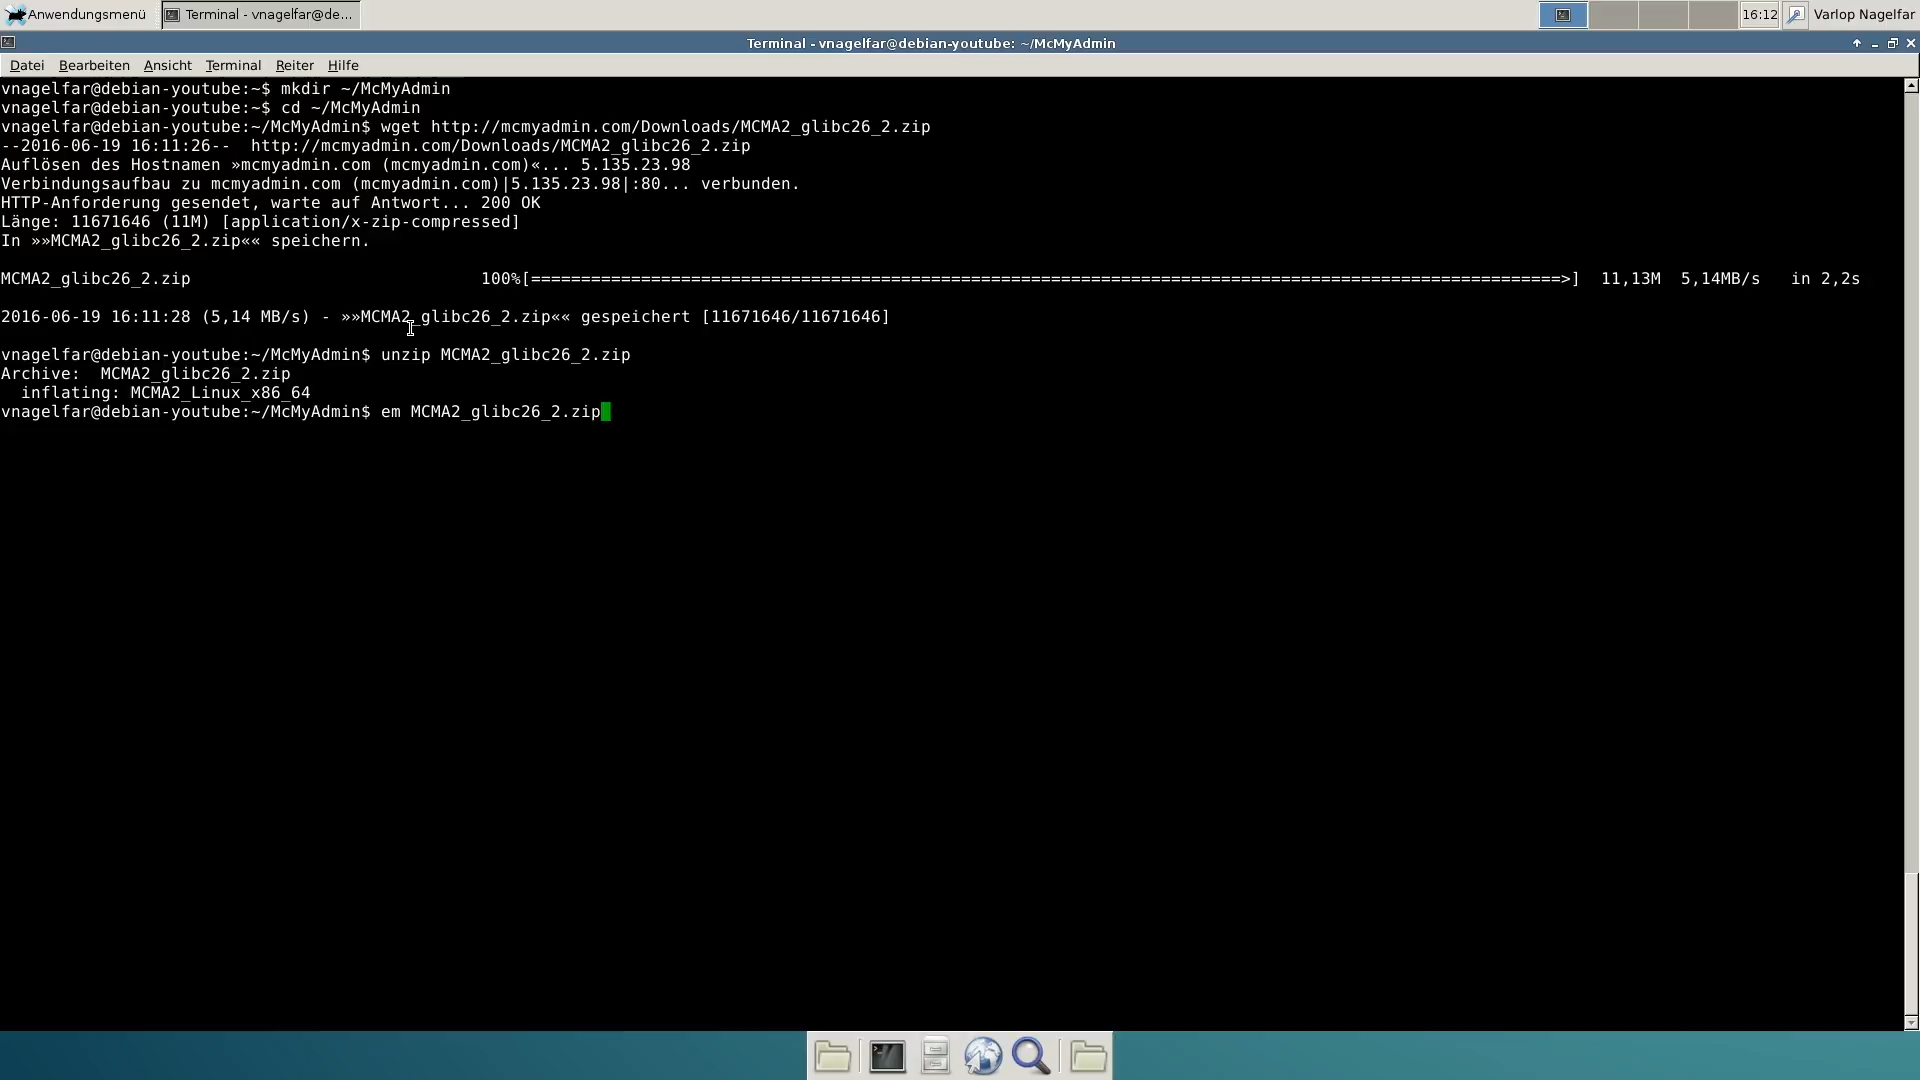 Anwendungsmenü
Terminal - vnagelfar@de...
16:12
Varlop Nagelfar
Terminal - vnagelfar@debian-youtube: ~/McMyAdmin
Datei Bearbeiten Ansicht Terminal Reiter Hilfe
vnagelfar@debian-youtube:~$ mkdir ~/McMyAdmin
vnagelfar@debian-youtube:~$ cd ~/McMyAdmin
vnagelfar@debian-youtube:~/McMyAdmin$ wget http://mcmyadmin.com/Downloads/MCMA2_glibc26_2.zip
--2016-06-19 16:11:26--  http://mcmyadmin.com/Downloads/MCMA2_glibc26_2.zip
Auflösen des Hostnamen »mcmyadmin.com (mcmyadmin.com)«... 5.135.23.98
Verbindungsaufbau zu mcmyadmin.com (mcmyadmin.com)|5.135.23.98|:80... verbunden.
HTTP-Anforderung gesendet, warte auf Antwort... 200 OK
Länge: 11671646 (11M) [application/x-zip-compressed]
In »»MCMA2_glibc26_2.zip«« speichern.
MCMA2_glibc26_2.zip 100%[=======================================================================================================>] 11,13M 5,14MB/s in 2,2s
2016-06-19 16:11:28 (5,14 MB/s) - »»MCMA2_glibc26_2.zip«« gespeichert [11671646/11671646]
vnagelfar@debian-youtube:~/McMyAdmin$ unzip MCMA2_glibc26_2.zip
Archive:  MCMA2_glibc26_2.zip
  inflating: MCMA2_Linux_x86_64
vnagelfar@debian-youtube:~/McMyAdmin$ em MCMA2_glibc26_2.zip